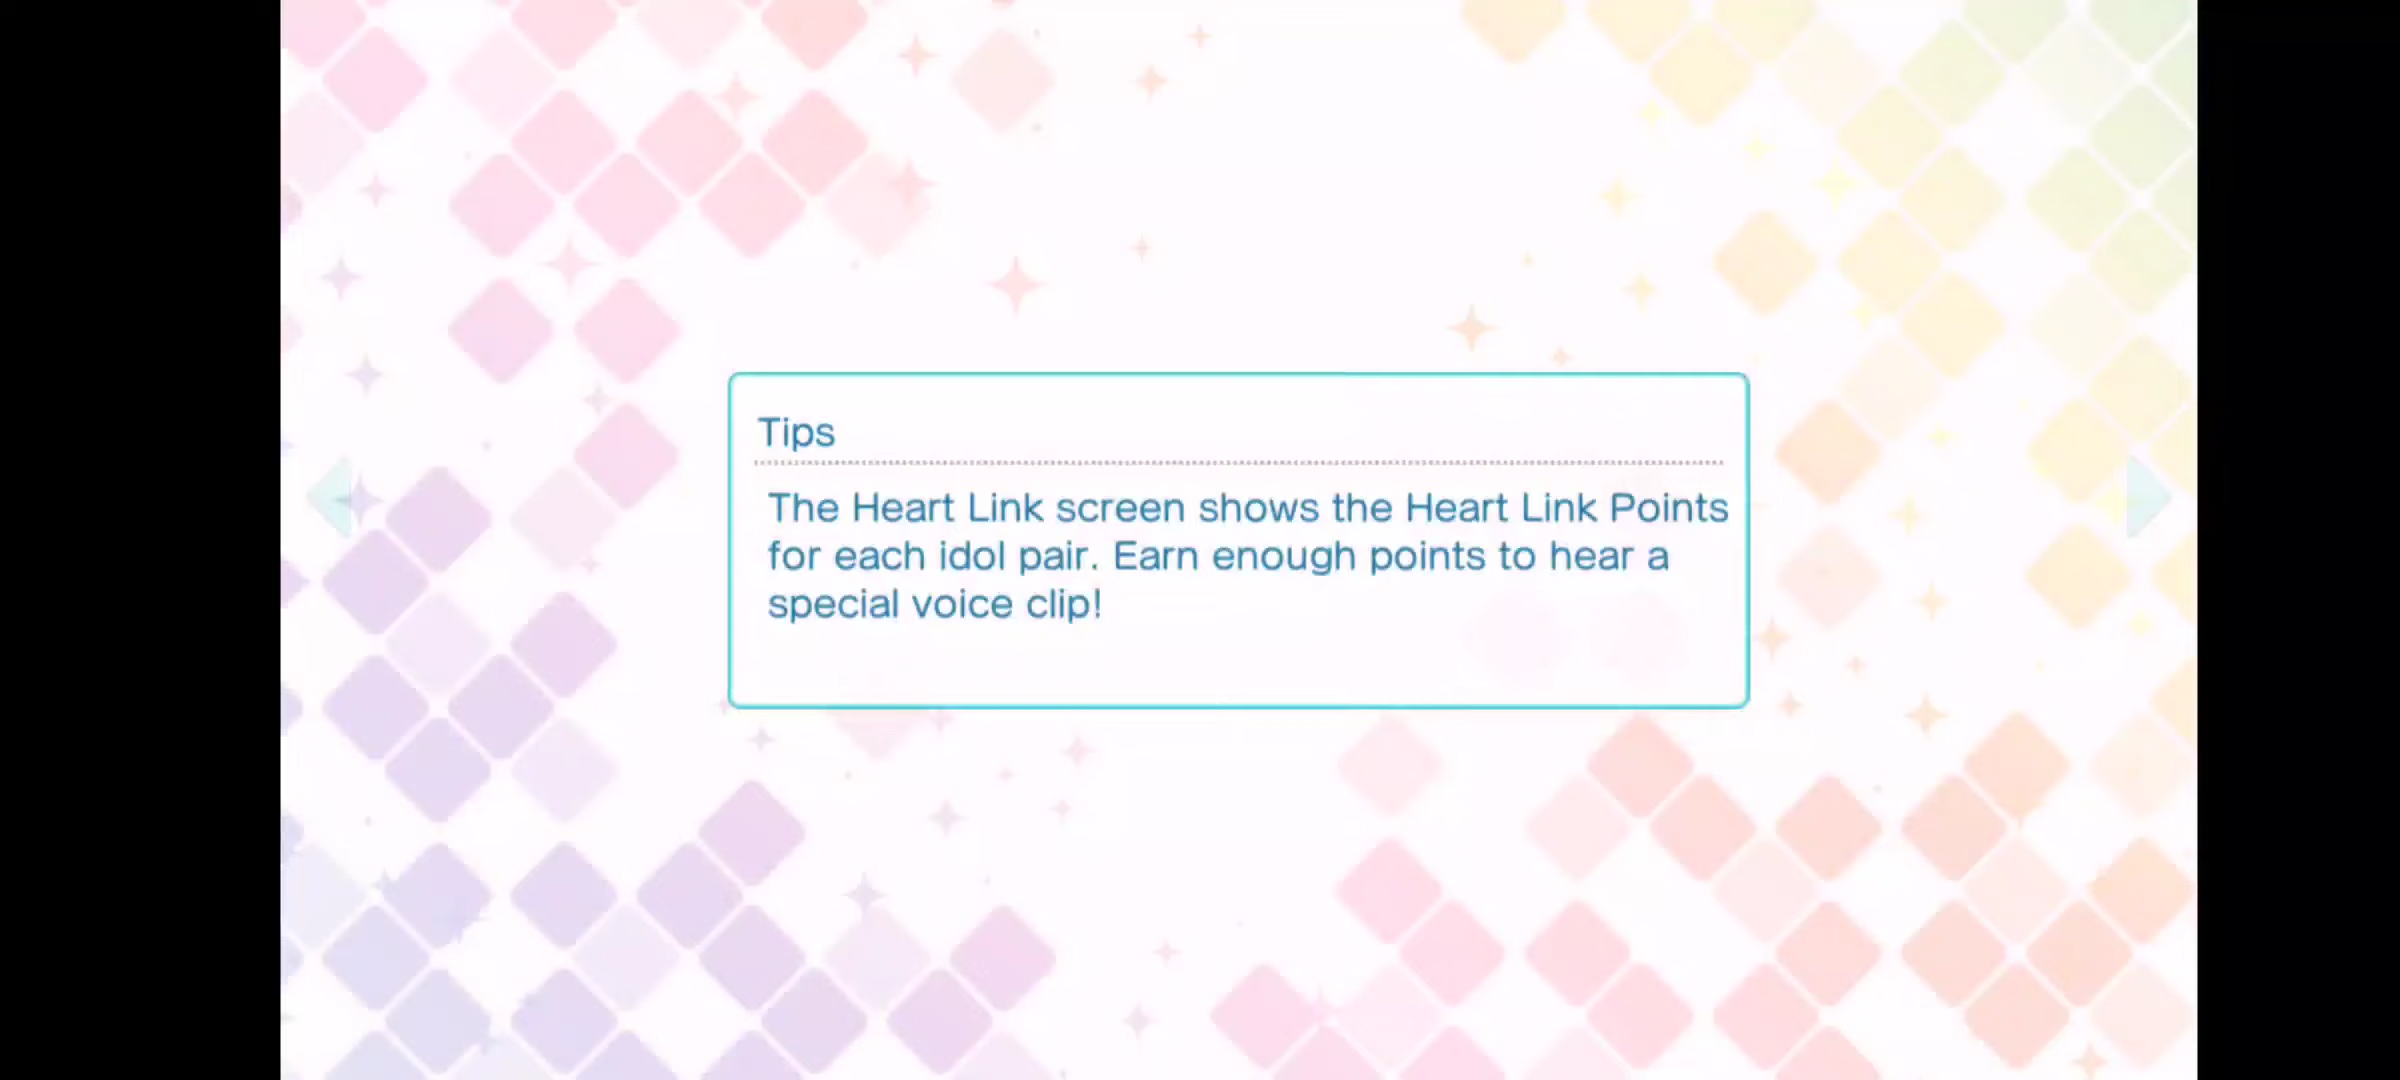 Tips
The Heart Link screen shows the Heart Link Points
for each idol pair. Earn enough points to hear a
special voice clip!